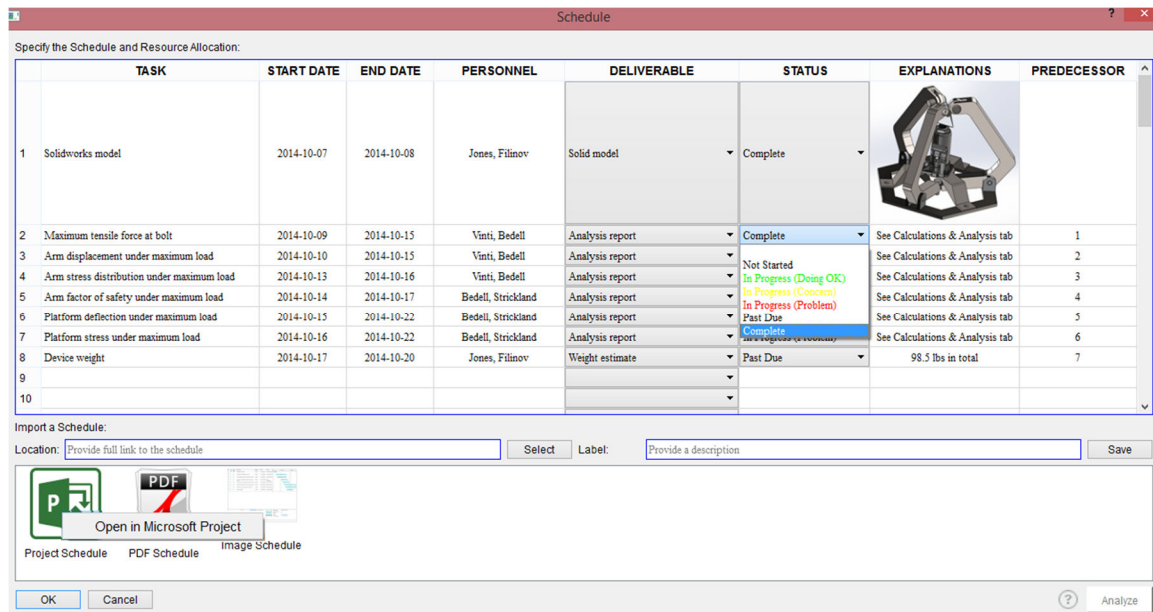 Schedule
?
Specify the Schedule and Resource Allocation:
TASK START DATE END DATE PERSONNEL DELIVERABLE STATUS EXPLANATIONS PREDECESSOR
1 Solidworks model 2014-10-07 2014-10-08 Jones, Filinov Solid model Complete
2 Maximum tensile force at bolt 2014-10-09 2014-10-15 Vinti, Bedell Analysis report Complete See Calculations & Analysis tab 1
3 Arm displacement under maximum load 2014-10-10 2014-10-15 Vinti, Bedell Analysis report See Calculations & Analysis tab 2
Not Started
4 Arm stress distribution under maximum load 2014-10-13 2014-10-16 Vinti, Bedell Analysis report In Progress (Doing OK) See Calculations & Analysis tab 3
In Progress (Concern)
5 Arm factor of safety under maximum load 2014-10-14 2014-10-17 Bedell, Strickland Analysis report In Progress (Problem) See Calculations & Analysis tab 4
6 Platform deflection under maximum load 2014-10-15 2014-10-22 Bedell, Strickland Analysis report Past Due See Calculations & Analysis tab 5
Complete
7 Platform stress under maximum load 2014-10-16 2014-10-22 Bedell, Strickland Analysis report In Progress (Problem) See Calculations & Analysis tab 6
8 Device weight 2014-10-17 2014-10-20 Jones, Filinov Weight estimate Past Due 98.5 lbs in total 7
9
10
Import a Schedule:
Location: Provide full link to the schedule Select Label: Provide a description Save
P PDF
Open in Microsoft Project
Project Schedule PDF Schedule Image Schedule
OK Cancel ? Analyze